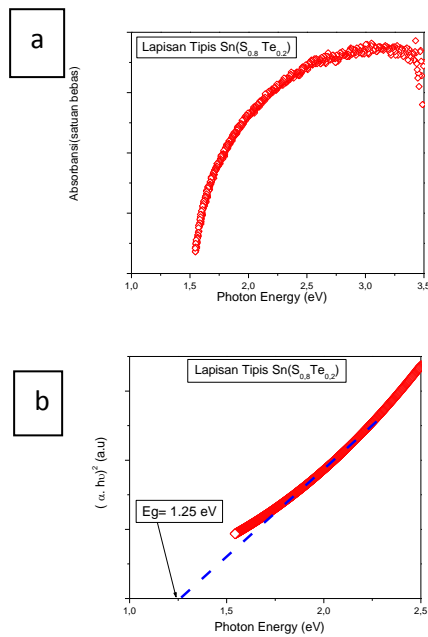 a
Lapisan Tipis Sn(S0.8 Te0.2)
Absorbansi(satuan bebas)
1,0 1,5 2,0 2,5 3,0 3,5
Photon Energy (eV)
b
Lapisan Tipis Sn(S0,8Te0,2)
( α. hυ)2 (a.u)
Eg= 1.25 eV
1,0 1,5 2,0 2,5
Photon Energy (eV)